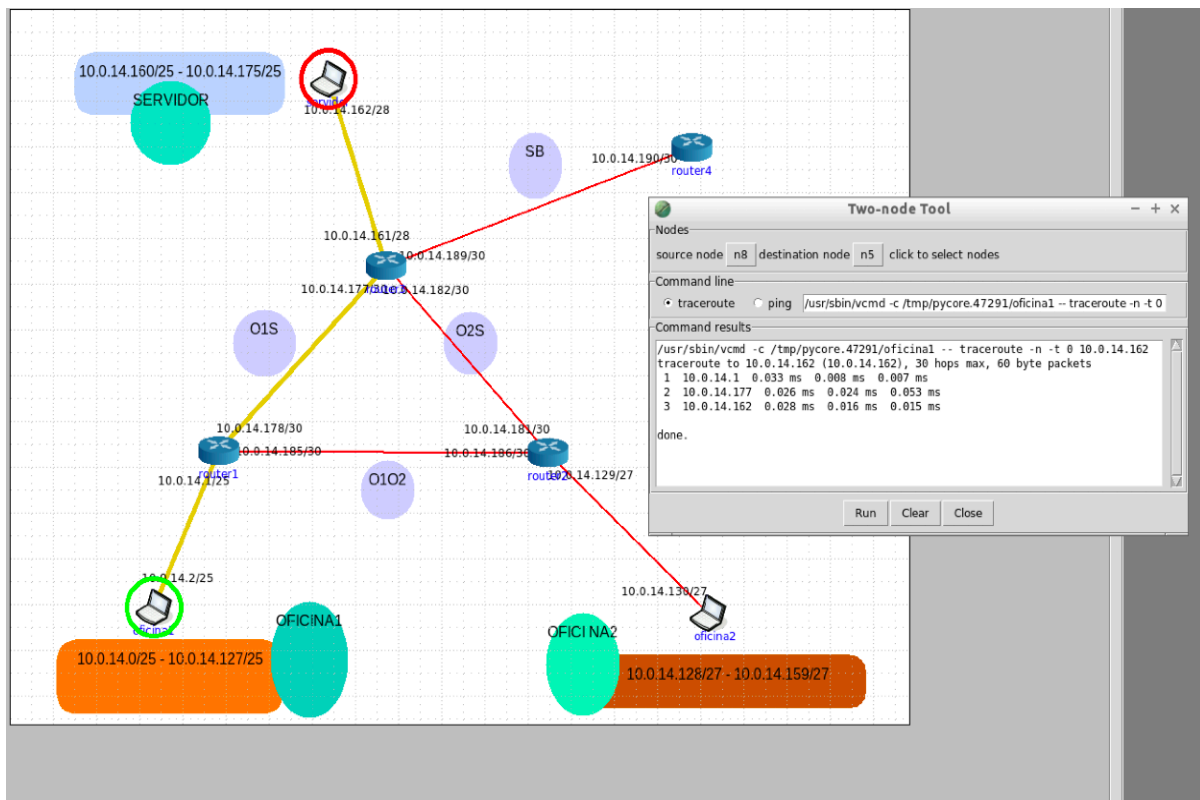 10.0.14.160/25 - 10.0.14.175/25
SERVIDOR
10.0.14.162/28
SB
10.0.14.190/30
router4
10.0.14.161/28
10.0.14.189/30
10.0.14.177/30
10.0.14.182/30
O1S
O2S
10.0.14.178/30
10.0.14.181/30
10.0.14.185/30
10.0.14.186/30
router1
router2
10.0.14.129/27
10.0.14.1/25
O1O2
10.0.14.2/25
10.0.14.130/27
oficina1
OFICINA1
OFICINA2
oficina2
10.0.14.0/25 - 10.0.14.127/25
10.0.14.128/27 - 10.0.14.159/27
Two-node Tool
Nodes
source node n8 destination node n5 click to select nodes
Command line
traceroute ping /usr/sbin/vcmd -c /tmp/pycore.47291/oficina1 -- traceroute -n -t 0
Command results
/usr/sbin/vcmd -c /tmp/pycore.47291/oficina1 -- traceroute -n -t 0 10.0.14.162
traceroute to 10.0.14.162 (10.0.14.162), 30 hops max, 60 byte packets
1 10.0.14.1 0.033 ms 0.008 ms 0.007 ms
2 10.0.14.177 0.026 ms 0.024 ms 0.053 ms
3 10.0.14.162 0.028 ms 0.016 ms 0.015 ms
done.
Run Clear Close